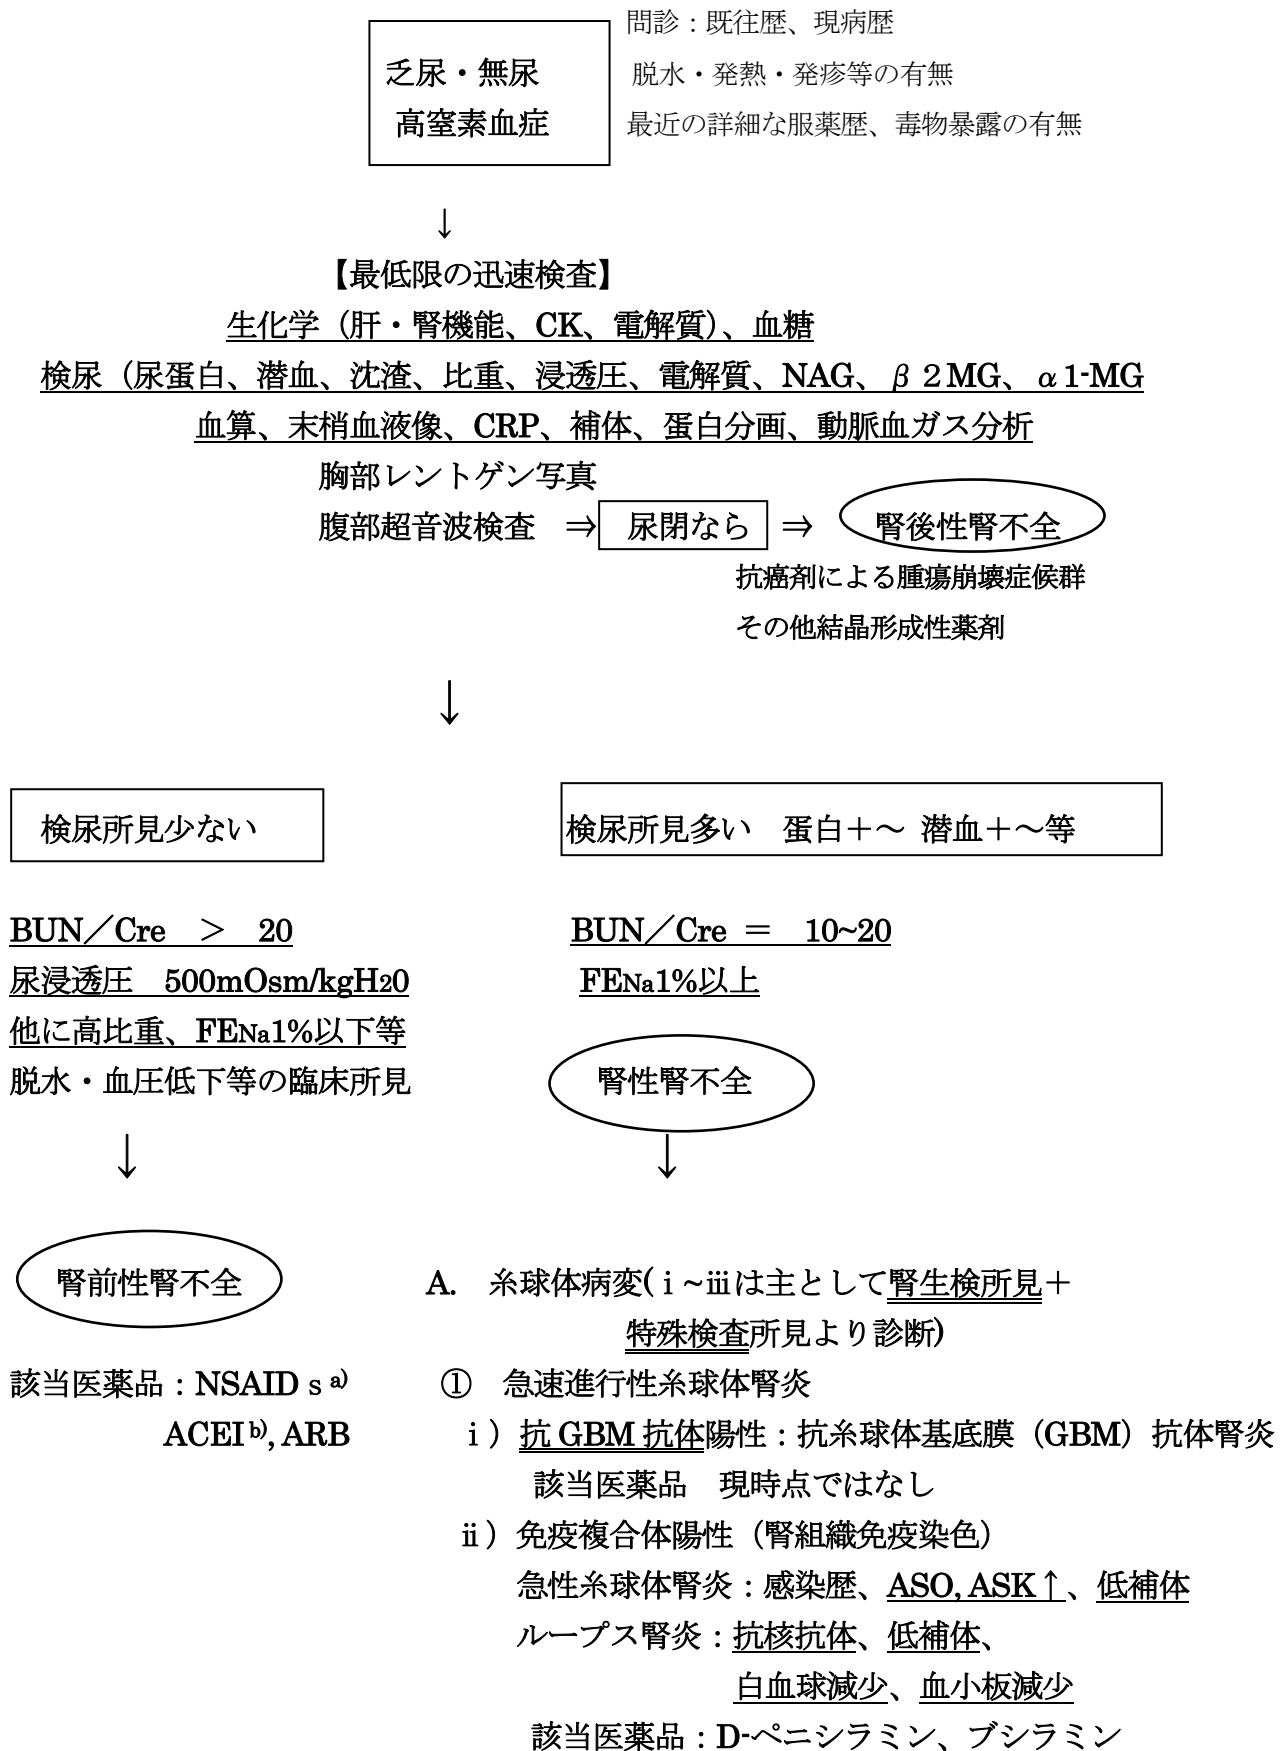 問診：既往歴、現病歴
乏尿・無尿
脱水・発熱・発疹等の有無
高窒素血症
最近の詳細な服薬歴、毒物暴露の有無
↓
【最低限の迅速検査】
生化学（肝・腎機能、CK、電解質）、血糖
検尿（尿蛋白、潜血、沈渣、比重、浸透圧、電解質、NAG、β２MG、α1-MG
血算、末梢血液像、CRP、補体、蛋白分画、動脈血ガス分析
胸部レントゲン写真
腹部超音波検査 ⇒ 尿閉なら ⇒ 腎後性腎不全
抗癌剤による腫瘍崩壊症候群
その他結晶形成性薬剤
↓
検尿所見少ない
検尿所見多い 蛋白＋～ 潜血＋～等
BUN／Cre ＞ 20
尿浸透圧 500mOsm/kgH20
他に高比重、FENa1%以下等
脱水・血圧低下等の臨床所見
↓
腎前性腎不全
該当医薬品：NSAIDｓa)
ACEI b), ARB
BUN／Cre ＝ 10~20
FENa1%以上
腎性腎不全
↓
A. 糸球体病変(ⅰ~ⅲは主として腎生検所見＋
特殊検査所見より診断)
① 急速進行性糸球体腎炎
ⅰ）抗 GBM 抗体陽性：抗糸球体基底膜（GBM）抗体腎炎
該当医薬品 現時点ではなし
ⅱ）免疫複合体陽性（腎組織免疫染色）
急性糸球体腎炎：感染歴、ASO, ASK↑、低補体
ループス腎炎：抗核抗体、低補体、
白血球減少、血小板減少
該当医薬品：D-ペニシラミン、ブシラミン